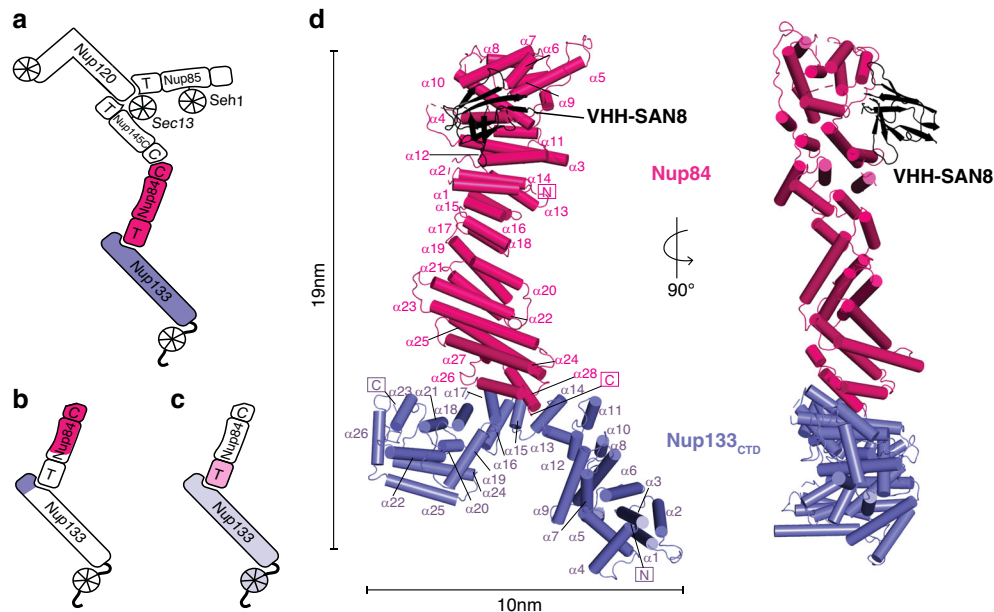 a
Nup120
T
Nup85
Seh1
Sec13
T
Nup145C
C
C
Nup84
T
Nup133
b
C
Nup84
T
Nup133
c
C
Nup84
T
Nup133
d
19nm
α7
α8
α6
α5
α10
α9
α4
VHH-SAN8
α11
α12
α3
α2
α14
N
α1
α13
α15
α16
α17
α18
α19
α21
α20
α23
α22
α25
α24
α27
α28
α26
C
Nup84
90°
VHH-SAN8
C
α23
α21
α17
α14
α18
α11
α26
α10
α15
α13
α8
α16
α12
α6
α19
α3
α22
α24
α2
α25
α20
α9
α7
α5
α1
α4
N
Nup133CTD
10nm